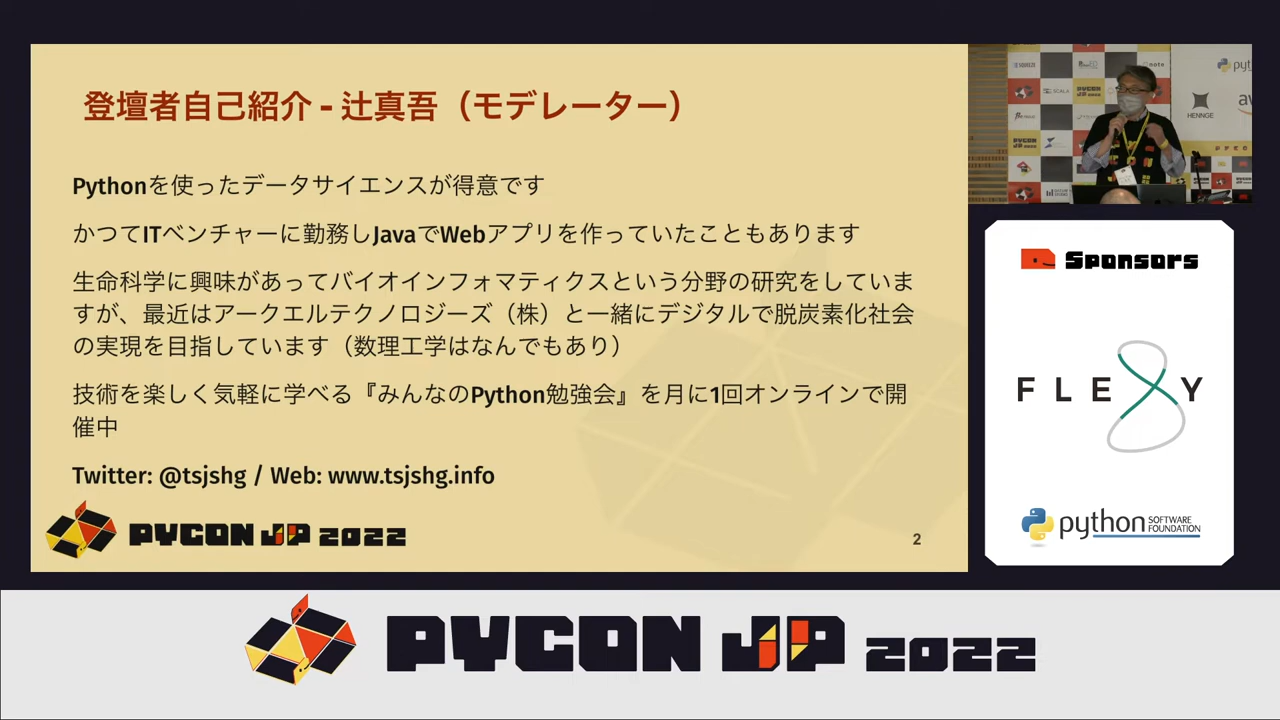 登壇者自己紹介 - 辻真吾（モデレーター）
Pythonを使ったデータサイエンスが得意です
かつてITベンチャーに勤務しJavaでWebアプリを作っていたこともあります
生命科学に興味があってバイオインフォマティクスという分野の研究をしていま
すが、最近はアークエルテクノロジーズ（株）と一緒にデジタルで脱炭素化社会
の実現を目指しています（数理工学はなんでもあり）
技術を楽しく気軽に学べる『みんなのPython勉強会』を月に1回オンラインで開
催中
Twitter: @tsjshg / Web: www.tsjshg.info
PYCON JP 2022
2
HENNGE
Sponsors
FLEXY
python SOFTWARE
FOUNDATION
PYCON JP 2022